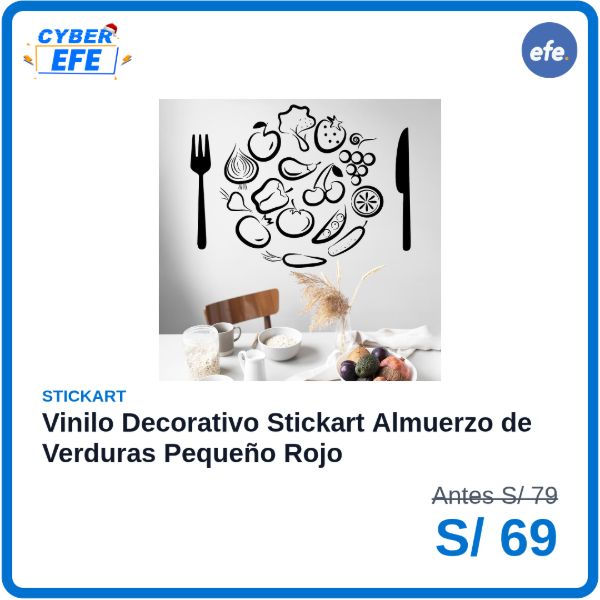 CYBER
EFE
efe.
STICKART
Vinilo Decorativo Stickart Almuerzo de
Verduras Pequeño Rojo
Antes S/ 79
S/ 69